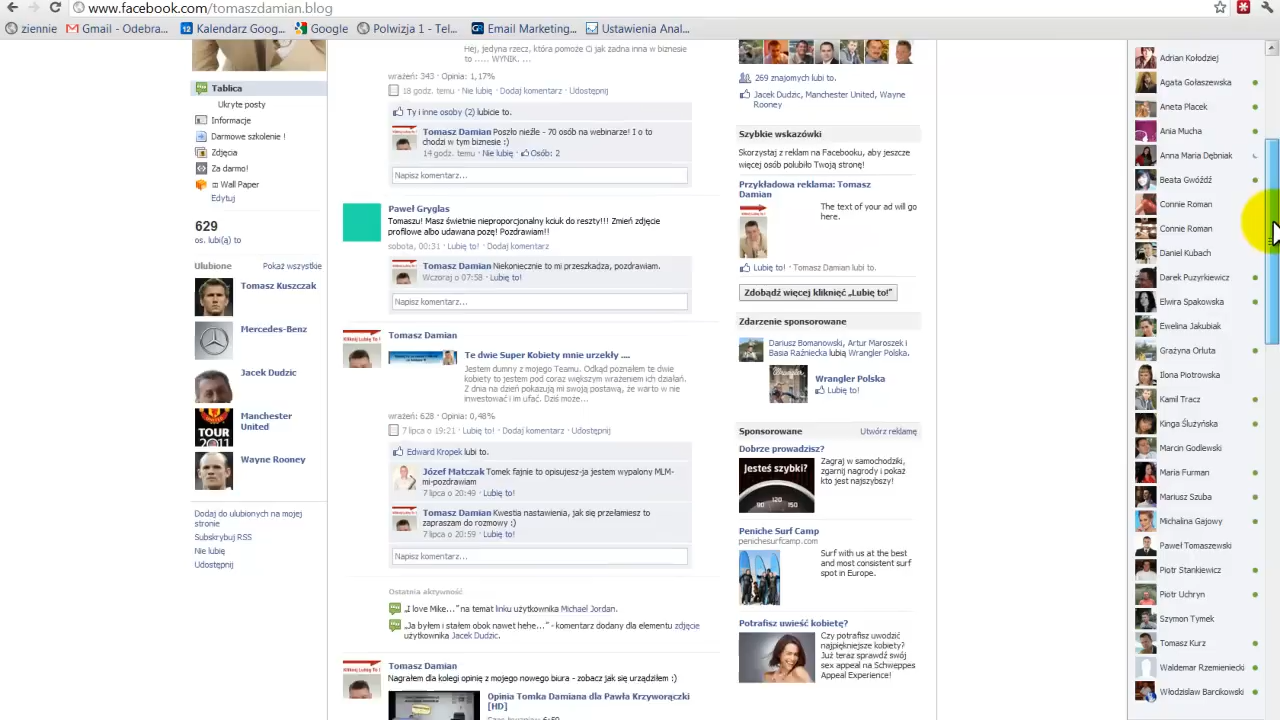 www.facebook.com/tomaszdamian.blog
ziennie
Gmail - Odebra...
Kalendarz Goog...
Google
Polwizja 1 - Tel...
Email Marketing...
Ustawienia Anal...
Tablica
Ukryte posty
Informacje
Darmowe szkolenie !
Zdjęcia
Za darmo!
:: Wall Paper
Edytuj
629
os. lubi(ą) to
Ulubione Pokaż wszystkie
Tomasz Kuszczak
Mercedes-Benz
Jacek Dudzic
Manchester
United
TOUR
2011
Wayne Rooney
Dodaj do ulubionych na mojej
stronie
Subskrybuj RSS
Nie lubię
Udostępnij
Hej, jedyna rzecz, która pomoże Ci jak żadna inna w biznesie
to ..... WYNIK. ...
wrażeń: 343 · Opinia: 1,17%
18 godz. temu · Nie lubię · Dodaj komentarz · Udostępnij
Ty i inne osoby (2) lubicie to.
Tomasz Damian Poszło nieźle - 70 osób na webinarze! I o to
chodzi w tym biznesie :)
14 godz. temu · Nie lubię · Osób: 2
Napisz komentarz...
Paweł Gryglas
Tomaszu! Masz świetnie nieproporcjonalny kciuk do reszty!!! Zmień zdjęcie
profilowe albo udawana pozę! Pozdrawiam!!
sobota, 00:31 · Lubię to! · Dodaj komentarz
Tomasz Damian Niekoniecznie to mi przeszkadza, pozdrawiam.
Wczoraj o 07:58 · Lubię to!
Napisz komentarz...
Tomasz Damian
Te dwie Super Kobiety mnie urzekły ....
Jestem dumny z mojego Teamu. Odkąd poznałem te dwie
kobiety to jestem pod coraz większym wrażeniem ich działań.
Z dnia na dzień pokazują mi swoją postawą, że warto w nie
inwestować i im ufać. Dziś może...
wrażeń: 628 · Opinia: 0,48%
7 lipca o 19:21 · Lubię to! · Dodaj komentarz · Udostępnij
Edward Kropek lubi to.
Józef Matczak Tomek fajnie to opisujesz-ja jestem wypalony MLM-
mi-pozdrawiam
7 lipca o 20:49 · Lubię to!
Tomasz Damian Kwestia nastawienia, jak się przełamiesz to
zapraszam do rozmowy :)
7 lipca o 20:59 · Lubię to!
Napisz komentarz...
Ostatnia aktywność
„I love Mike...” na temat linku użytkownika Michael Jordan.
„Ja byłem i stałem obok nawet hehe...” - komentarz dodany dla elementu zdjęcie
użytkownika Jacek Dudzic.
Tomasz Damian
Nagrałem dla kolegi opinię z mojego nowego biura - zobacz jak się urządziłem :)
Opinia Tomka Damiana dla Pawła Krzyworączki
[HD]
269 znajomych lubi to.
Jacek Dudzic, Manchester United, Wayne
Rooney
Szybkie wskazówki
Skorzystaj z reklam na Facebooku, aby jeszcze
więcej osób polubiło Twoją stronę!
Przykładowa reklama: Tomasz
Damian
The text of your ad will go
here.
Lubię to! · Tomasz Damian lubi to.
Zdobądź więcej kliknięć „Lubię to!”
Zdarzenie sponsorowane
Dariusz Bomanowski, Artur Maroszek i
Basia Raźniecka lubią Wrangler Polska.
Wrangler Polska
Lubię to!
Sponsorowane Utwórz reklamę
Dobrze prowadzisz?
Jesteś szybki?
90 120 150
Zagraj w samochodziki,
zgarnij nagrody i pokaż
kto jest najszybszy!
Peniche Surf Camp
penichesurfcamp.com
Surf with us at the best
and most consistent surf
spot in Europe.
Potrafisz uwieść kobietę?
Czy potrafisz uwodzić
najpiękniejsze kobiety?
Już teraz sprawdź swój
sex appeal na Schweppes
Appeal Experience!
Adrian Kołodziej
Agata Gołaszewska
Aneta Płacek
Ania Mucha
Anna Maria Dębniak
Beata Gwóźdź
Connie Roman
Connie Roman
Daniel Kubach
Darek Puzyrkiewicz
Elwira Spakowska
Ewelina Jakubiak
Grażyna Orłuta
Ilona Piotrowska
Kamil Tracz
Marcin Godlewski
Maria Furman
Mariusz Szuba
Michalina Gajowy
Paweł Tomaszewski
Piotr Stankiewicz
Piotr Uchryn
Szymon Tymek
Tomasz Kurz
Waldemar Rzemieniecki
Włodzisław Barcikowski